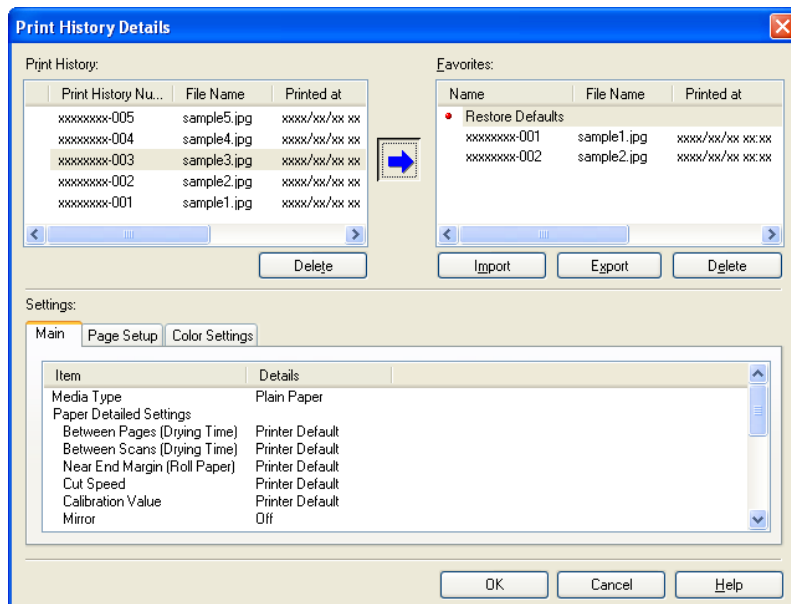 Print History Details
Print History: Favorites:
Print History Nu... File Name Printed at Name File Name Printed at
xxxxxxxx-005 sample5.jpg xxxx/xx/xx xx Restore Defaults
xxxxxxxx-004 sample4.jpg xxxx/xx/xx xx xxxxxxxx-001 sample1.jpg xxxx/xx/xx xx:xx
xxxxxxxx-003 sample3.jpg xxxx/xx/xx xx xxxxxxxx-002 sample2.jpg xxxx/xx/xx xx:xx
xxxxxxxx-002 sample2.jpg xxxx/xx/xx xx
xxxxxxxx-001 sample1.jpg xxxx/xx/xx xx
Delete Import Export Delete
Settings:
Main Page Setup Color Settings
Item Details
Media Type Plain Paper
Paper Detailed Settings
Between Pages (Drying Time) Printer Default
Between Scans (Drying Time) Printer Default
Near End Margin (Roll Paper) Printer Default
Cut Speed Printer Default
Calibration Value Printer Default
Mirror Off
OK Cancel Help